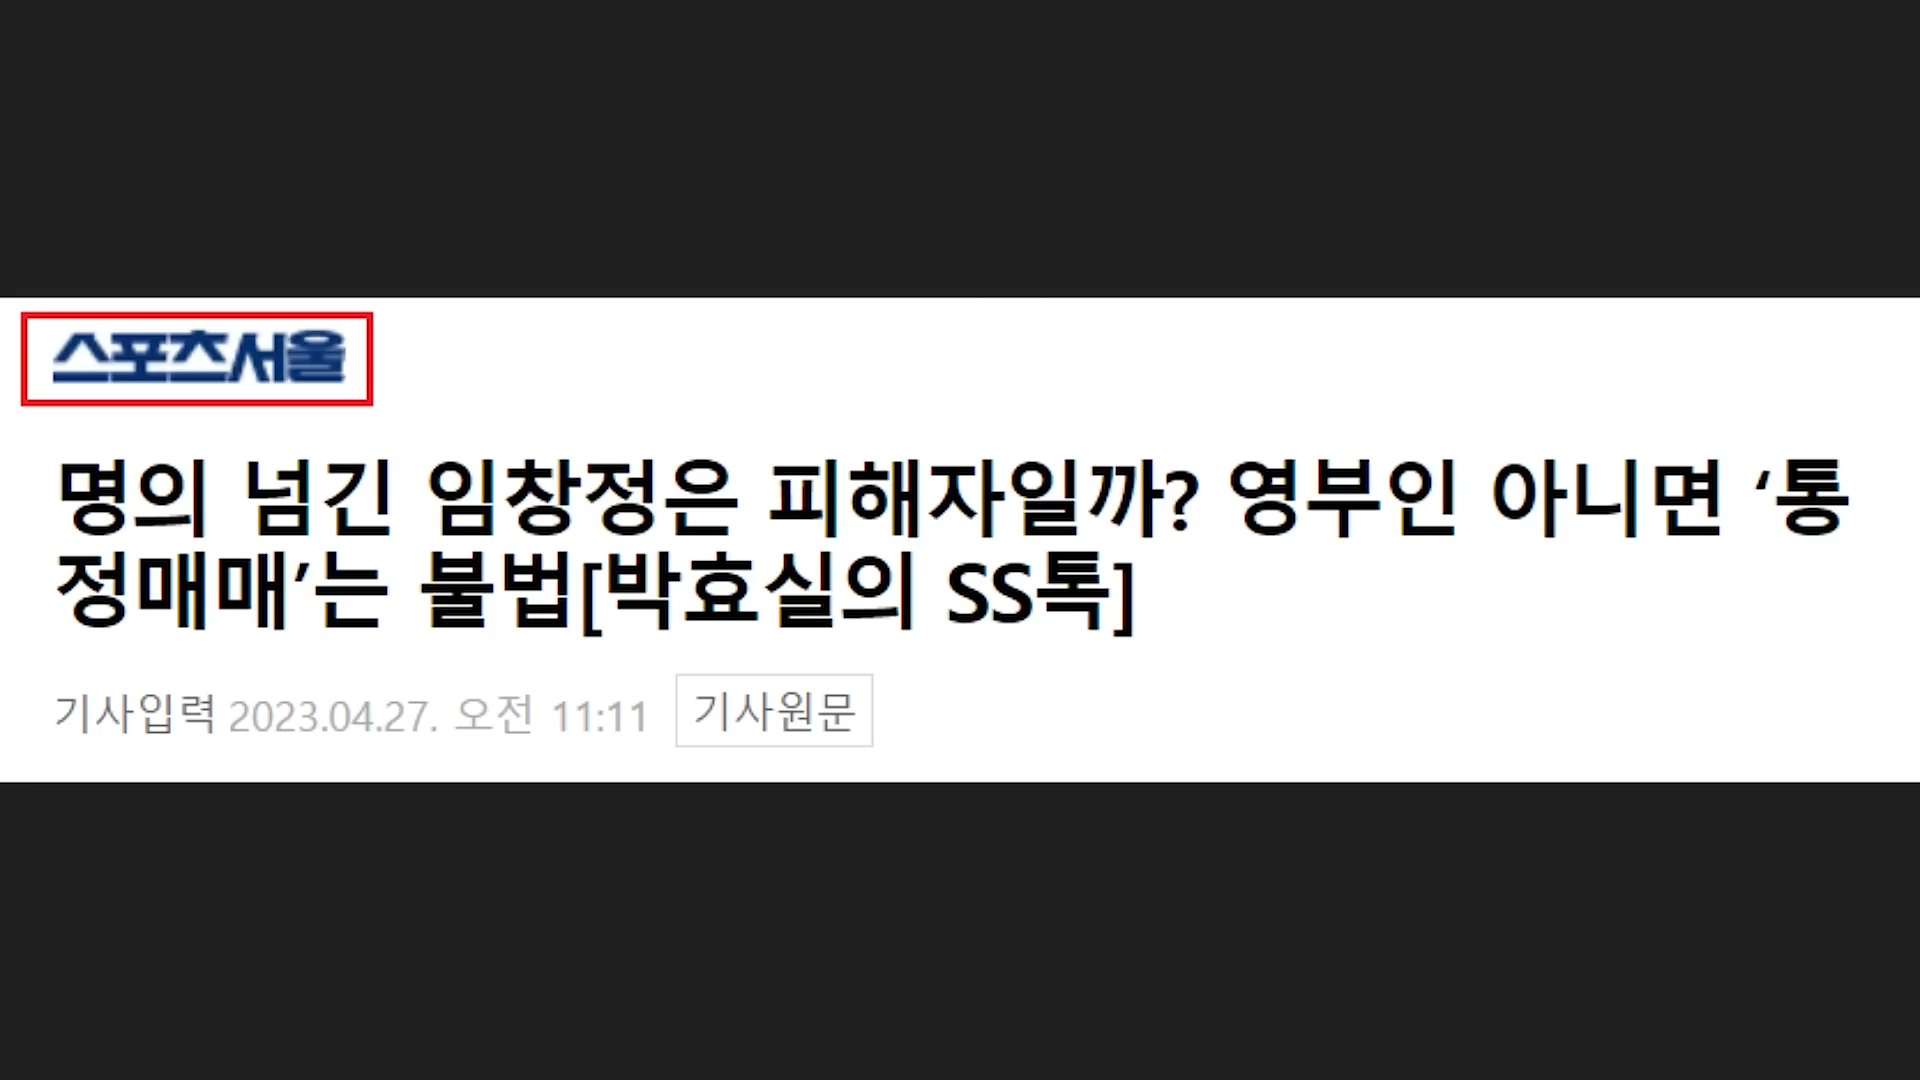 스포츠서울
명의 넘긴 임창정은 피해자일까? 영부인 아니면 ‘통
정매매’는 불법[박효실의 SS톡]
기사입력 2023.04.27. 오전 11:11 기사원문